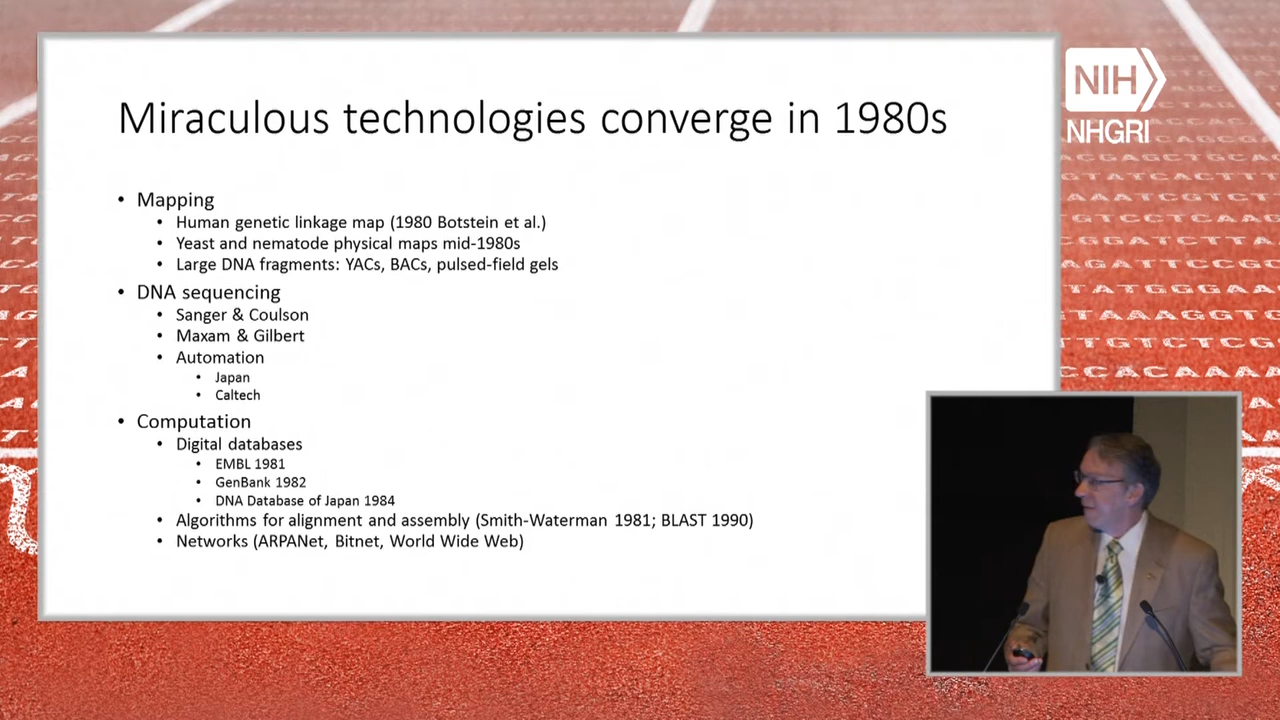 Miraculous technologies converge in 1980s
• Mapping
• Human genetic linkage map (1980 Botstein et al.)
• Yeast and nematode physical maps mid-1980s
• Large DNA fragments: YACs, BACs, pulsed-field gels
• DNA sequencing
• Sanger & Coulson
• Maxam & Gilbert
• Automation
• Japan
• Caltech
• Computation
• Digital databases
• EMBL 1981
• GenBank 1982
• DNA Database of Japan 1984
• Algorithms for alignment and assembly (Smith-Waterman 1981; BLAST 1990)
• Networks (ARPANet, Bitnet, World Wide Web)
NIH
NHGRI